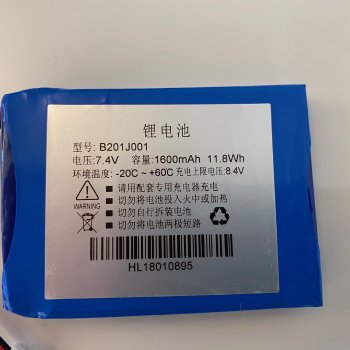 锂电池
型号: B201J001
电压:7.4V 容量:1600mAh 11.8Wh
环境温度: -20C ~ +60C 充电上限电压:8.4V
请用配套专用充电器充电
切勿将电池投入火中或加热
切勿自行拆装电池
切勿将电池两极短路
WARNING
HL18010895